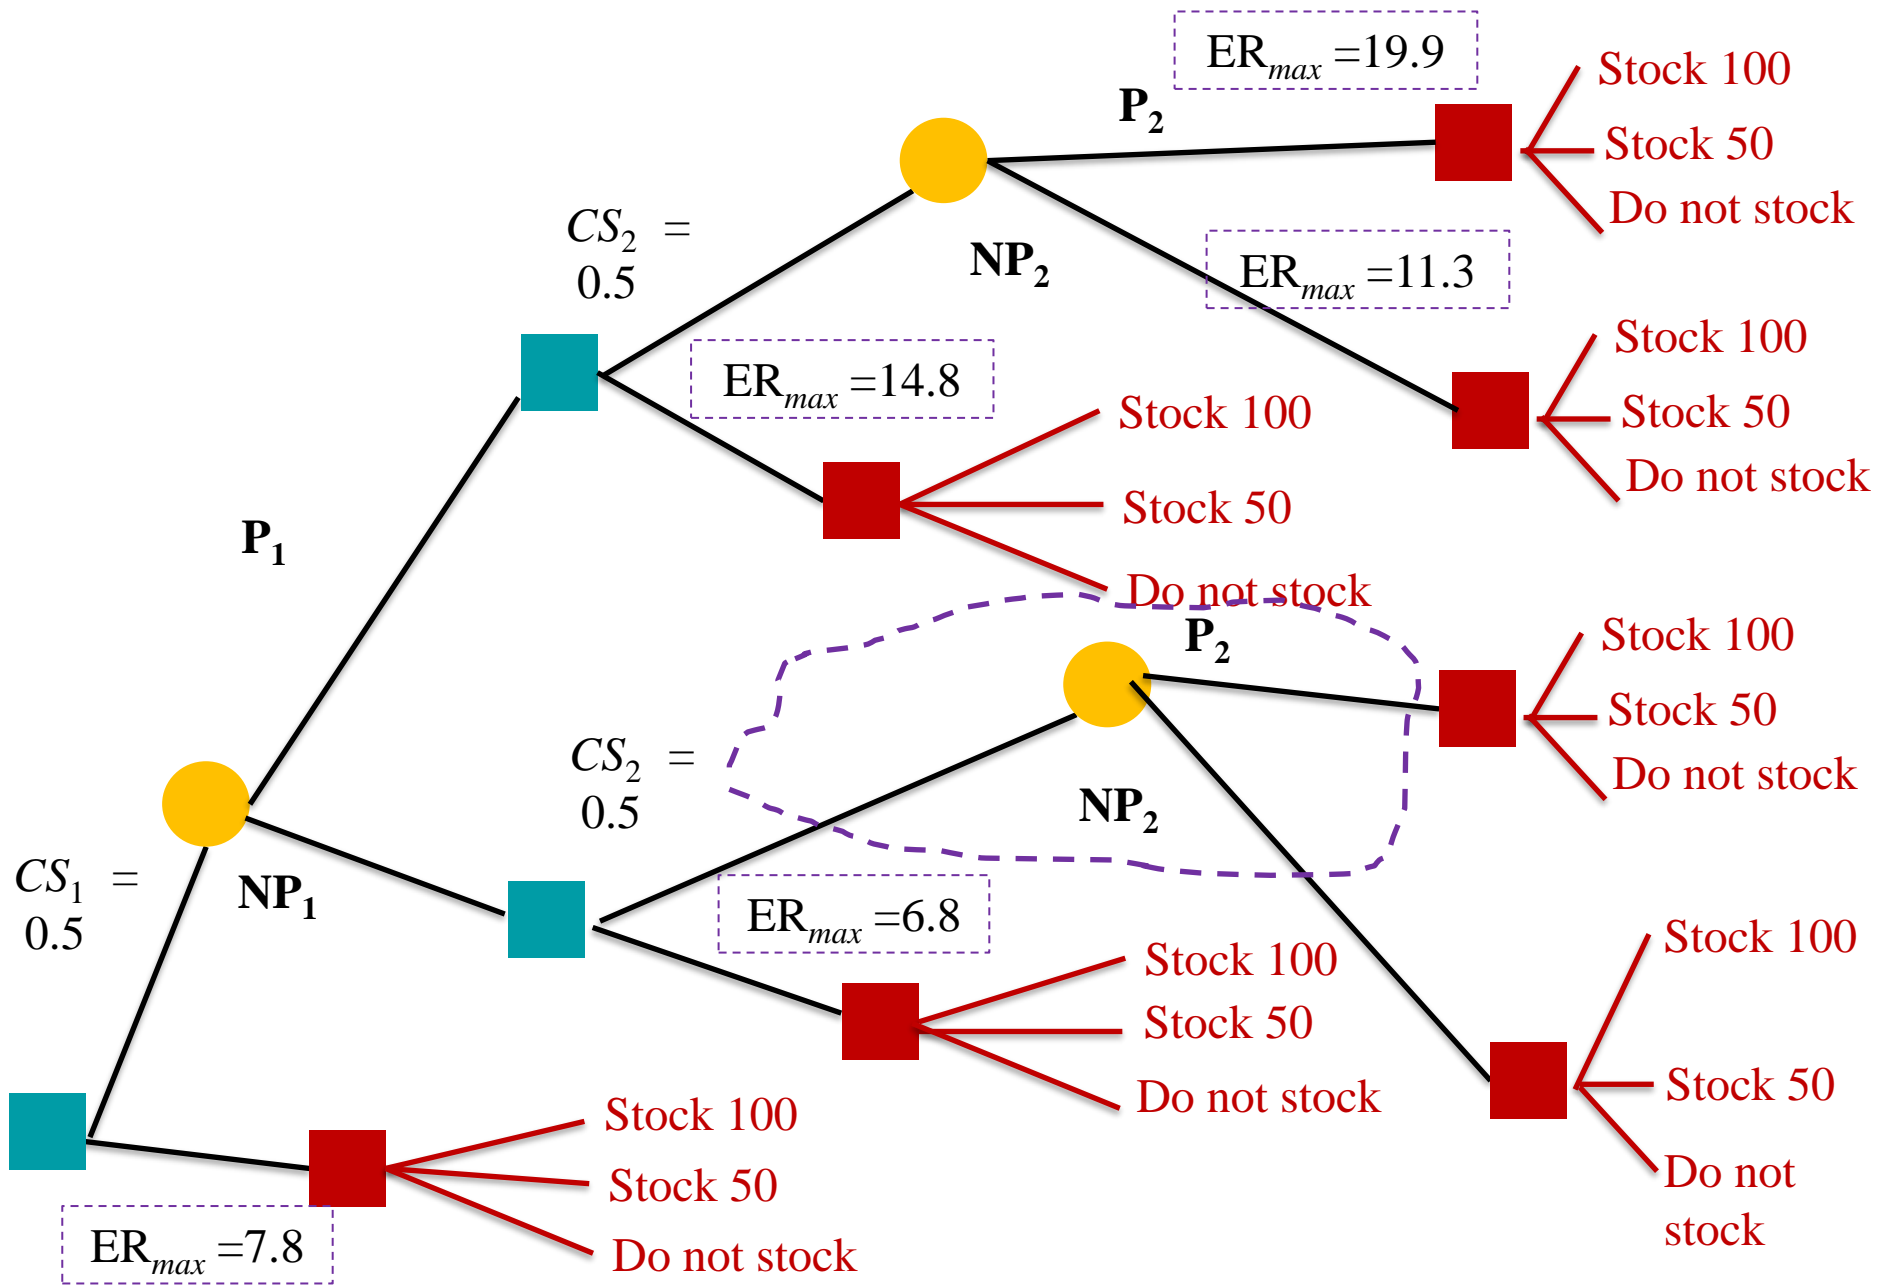 ER_max =19.9
Stock 100
P_2
Stock 50
Do not stock
CS_2 =
0.5
NP_2
ER_max =11.3
Stock 100
ER_max =14.8
Stock 100
Stock 50
Do not stock
Stock 50
P_1
Do not stock
P_2
Stock 100
Stock 50
CS_2 =
0.5
Do not stock
NP_2
CS_1 =
0.5
NP_1
ER_max =6.8
Stock 100
Stock 100
Stock 50
Stock 50
Do not stock
Stock 100
Do not
stock
Stock 50
ER_max =7.8
Do not stock